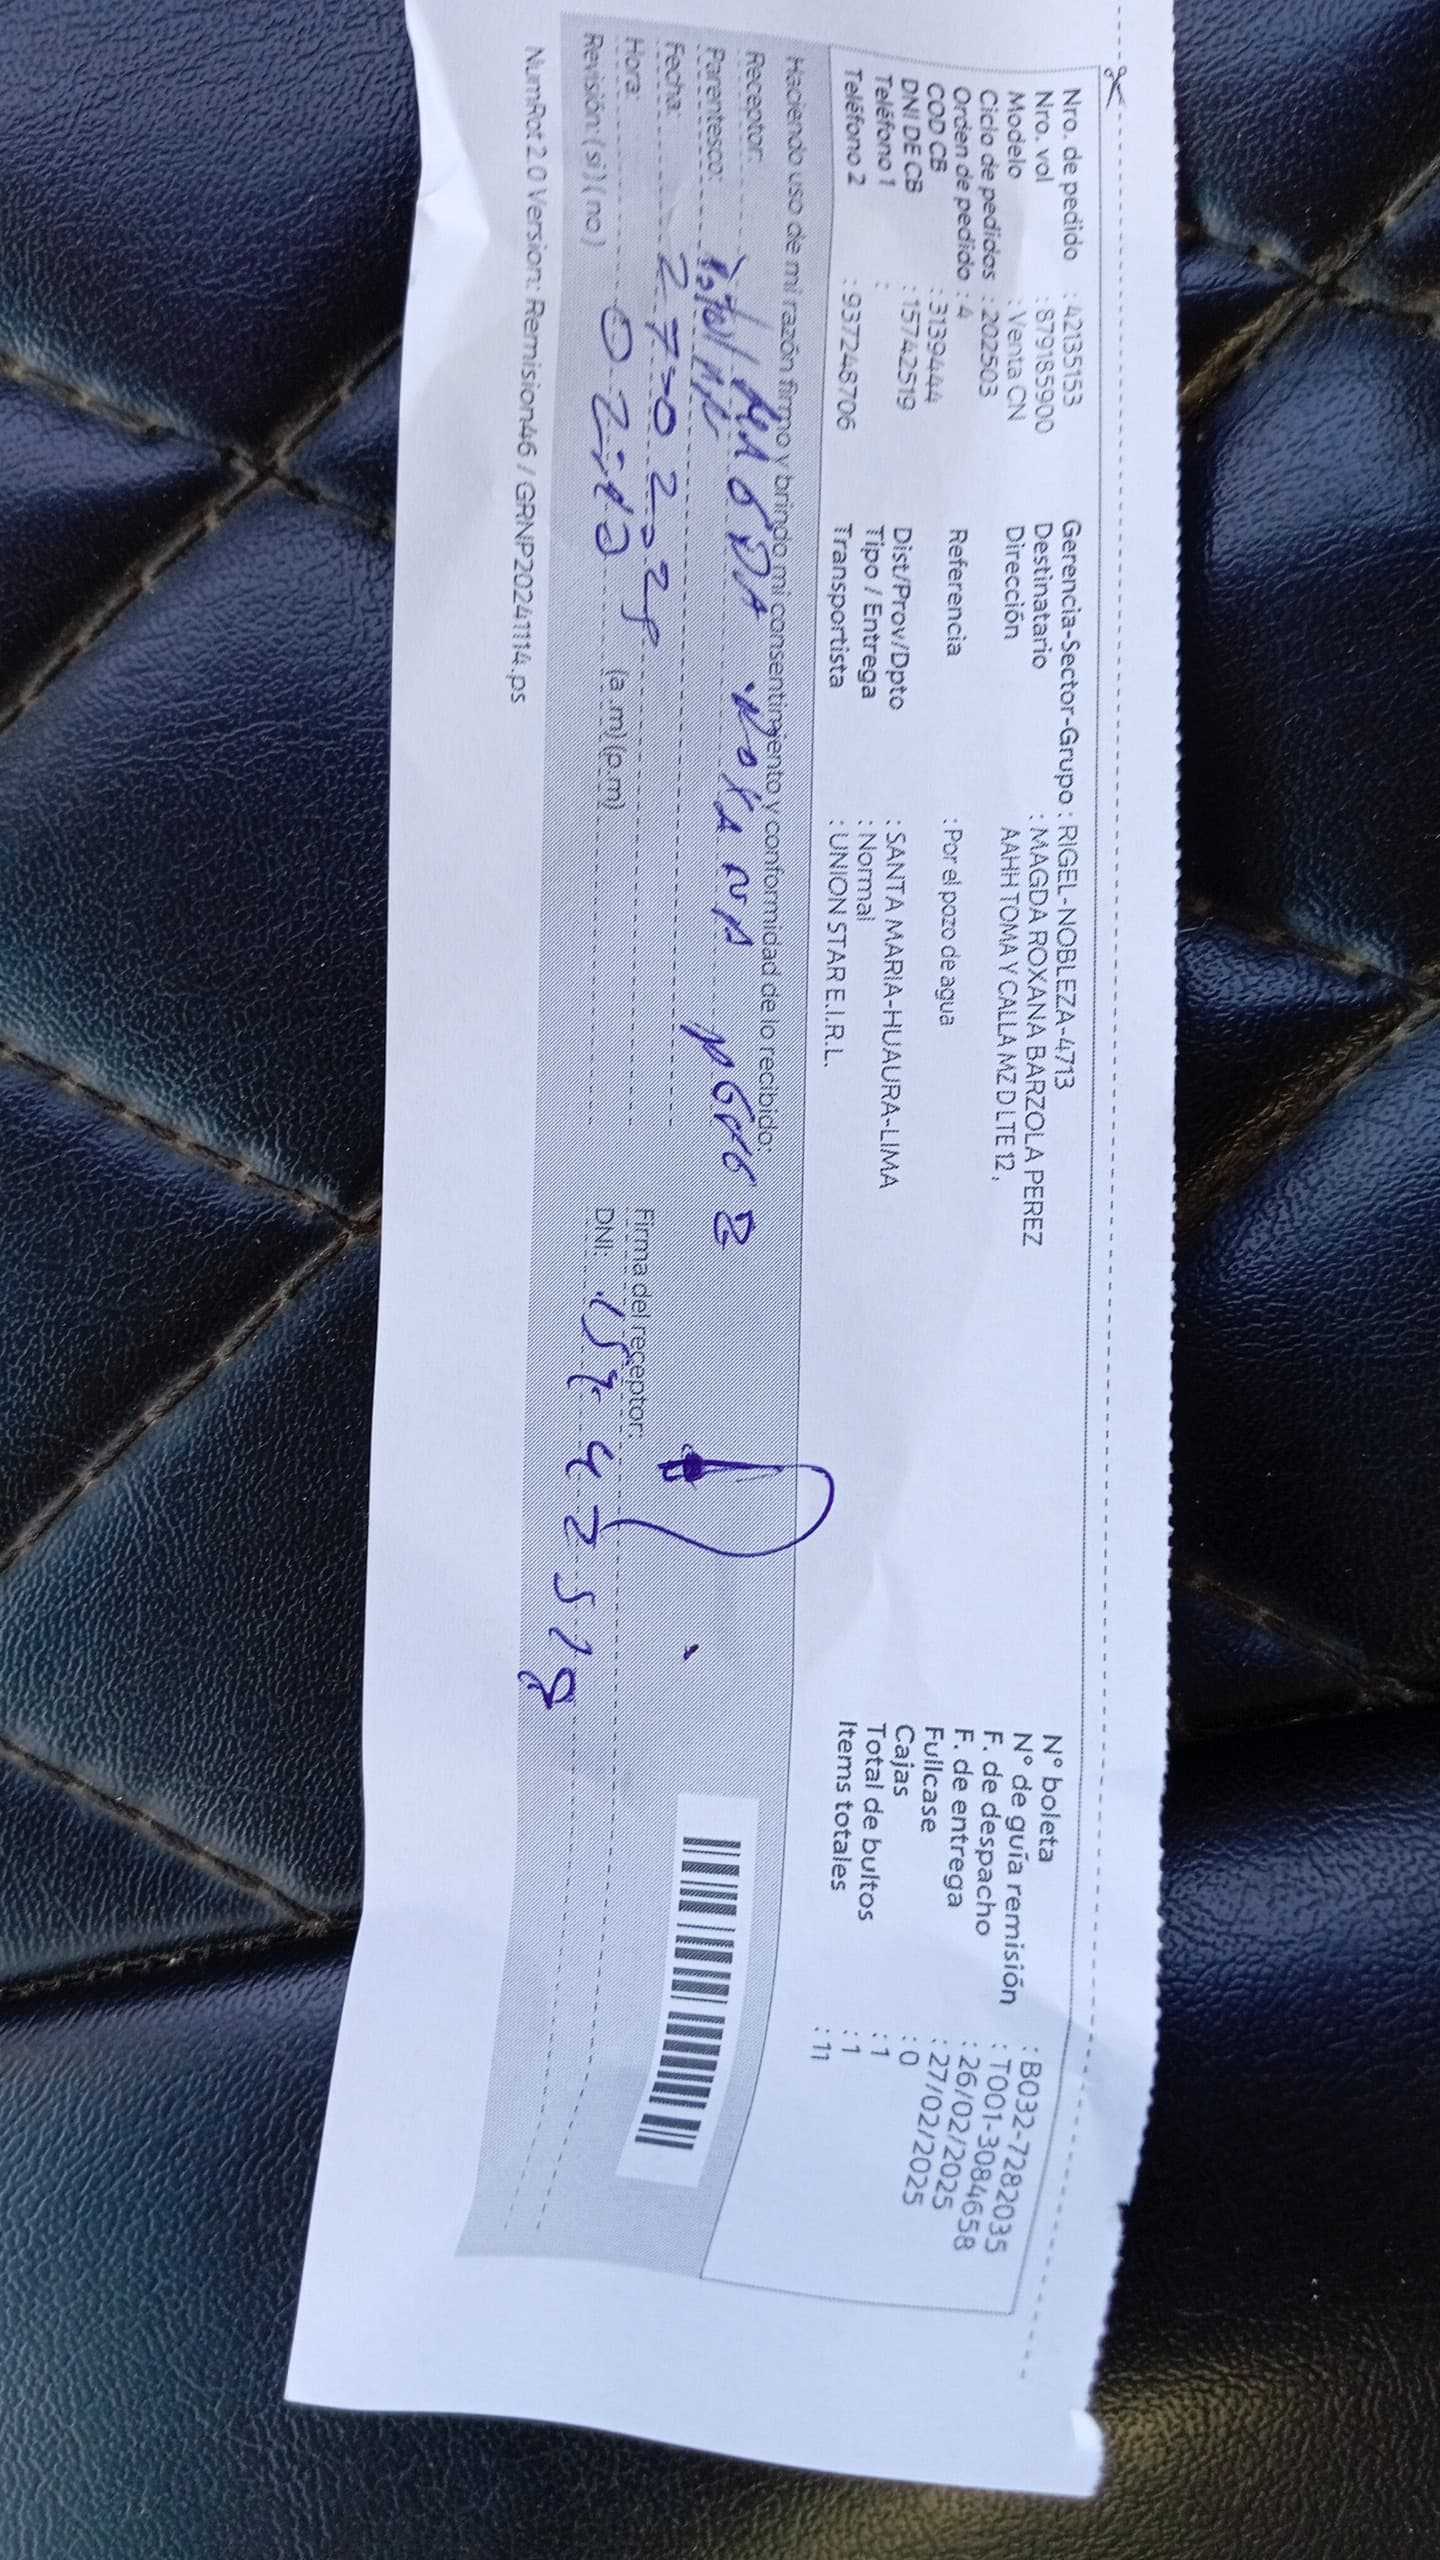 Nro. de pedido : 42135153
Nro. vol : 879185900
Modelo : Venta CN
Ciclo de pedidos : 202503
Orden de pedido : 4
COD CB : 3139444
DNI DE CB : 15742519
Teléfono 1 :
Teléfono 2 : 937248706
Gerencia-Sector-Grupo : RIGEL-NOBLEZA-4713
Destinatario : MAGDA ROXANA BARZOLA PEREZ
Dirección AAHH TOMA Y CALLA MZ D LTE 12 ,
Referencia : Por el pozo de agua
Dist/Prov/Dpto : SANTA MARIA-HUAURA-LIMA
Tipo / Entrega : Normal
Transportista : UNION STAR E.I.R.L.
N° boleta : B032-7282035
N° de guía remisión : T001-3084658
F. de despacho : 26/02/2025
F. de entrega : 27/02/2025
Fullcase : 0
Cajas : 1
Total de bultos : 1
Items totales : 11
Haciendo uso de mi razón firmo y brindo mi consentimiento y conformidad de lo recibido:
Receptor: MAGDA ROXANA
Parentesco:
Fecha:
Hora: (a.m) (p.m)
Revisión: ( si ) ( no )
Firma del receptor:
DNI:
NumRot 2.0 Version: Remision46 / GRNP20241114.ps